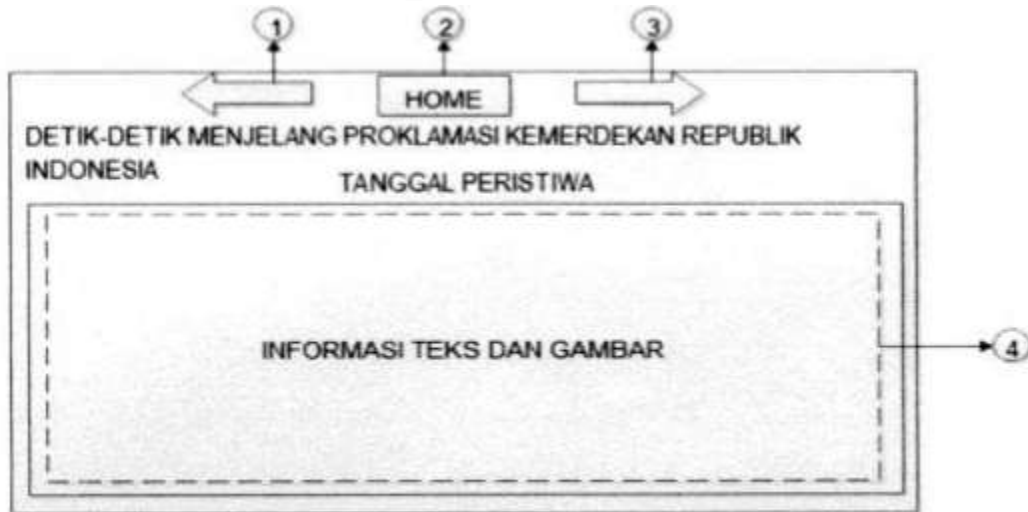 1 2 3
HOME
DETIK-DETIK MENJELANG PROKLAMASI KEMERDEKAN REPUBLIK
INDONESIA
TANGGAL PERISTIWA
INFORMASI TEKS DAN GAMBAR
4